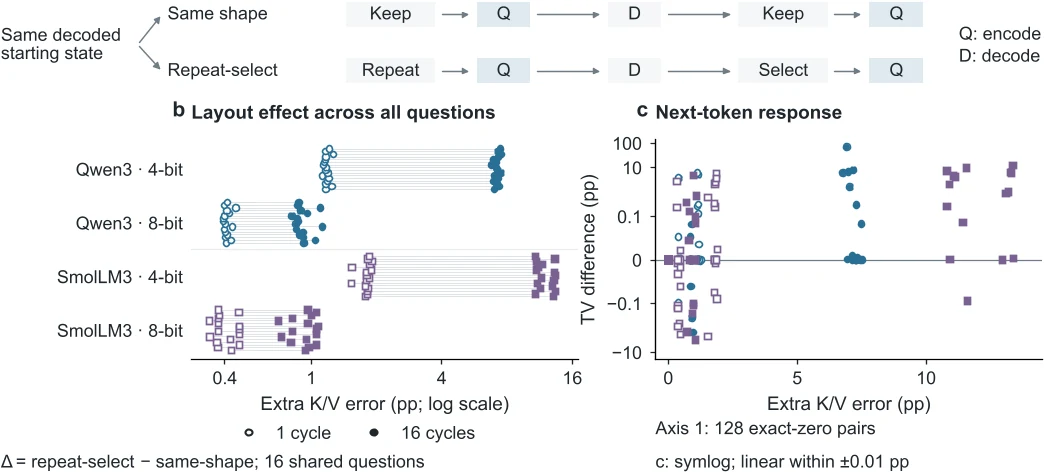 Same decoded
starting state
Same shape
Keep
Q
D
Keep
Q
Repeat-select
Repeat
Q
D
Select
Q
Q: encode
D: decode
b Layout effect across all questions
Qwen3 · 4-bit
Qwen3 · 8-bit
SmolLM3 · 4-bit
SmolLM3 · 8-bit
0.4 1 4 16
Extra K/V error (pp; log scale)
1 cycle 16 cycles
c Next-token response
TV difference (pp)
100
10
0.1
0
−0.1
−10
0 5 10
Extra K/V error (pp)
Axis 1: 128 exact-zero pairs
Δ = repeat-select − same-shape; 16 shared questions
c: symlog; linear within ±0.01 pp